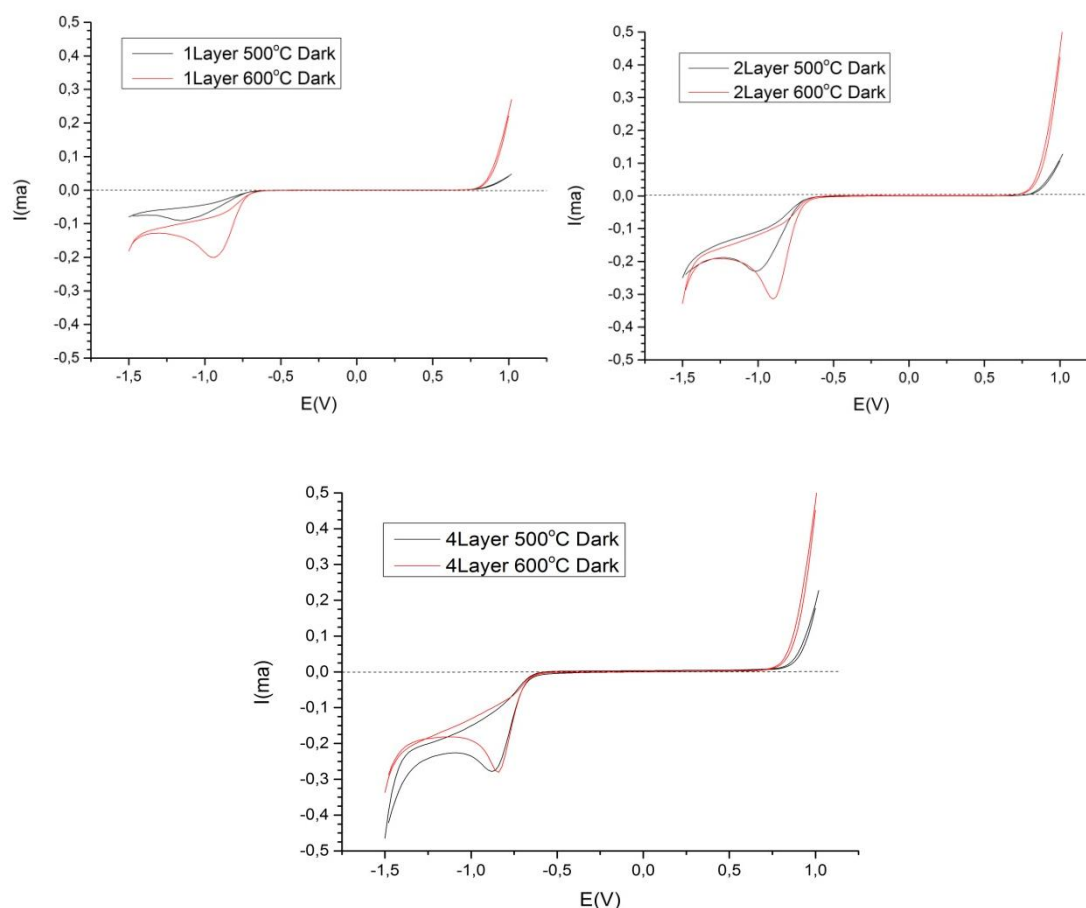 1Layer 500°C Dark
1Layer 600°C Dark
I(ma)
0,5
0,4
0,3
0,2
0,1
0,0
-0,1
-0,2
-0,3
-0,4
-0,5
-1,5 -1,0 -0,5 0,0 0,5 1,0
E(V)
2Layer 500°C Dark
2Layer 600°C Dark
I(ma)
0,5
0,4
0,3
0,2
0,1
0,0
-0,1
-0,2
-0,3
-0,4
-0,5
-1,5 -1,0 -0,5 0,0 0,5 1,0
E(V)
4Layer 500°C Dark
4Layer 600°C Dark
I(ma)
0,5
0,4
0,3
0,2
0,1
0,0
-0,1
-0,2
-0,3
-0,4
-0,5
-1,5 -1,0 -0,5 0,0 0,5 1,0
E(V)